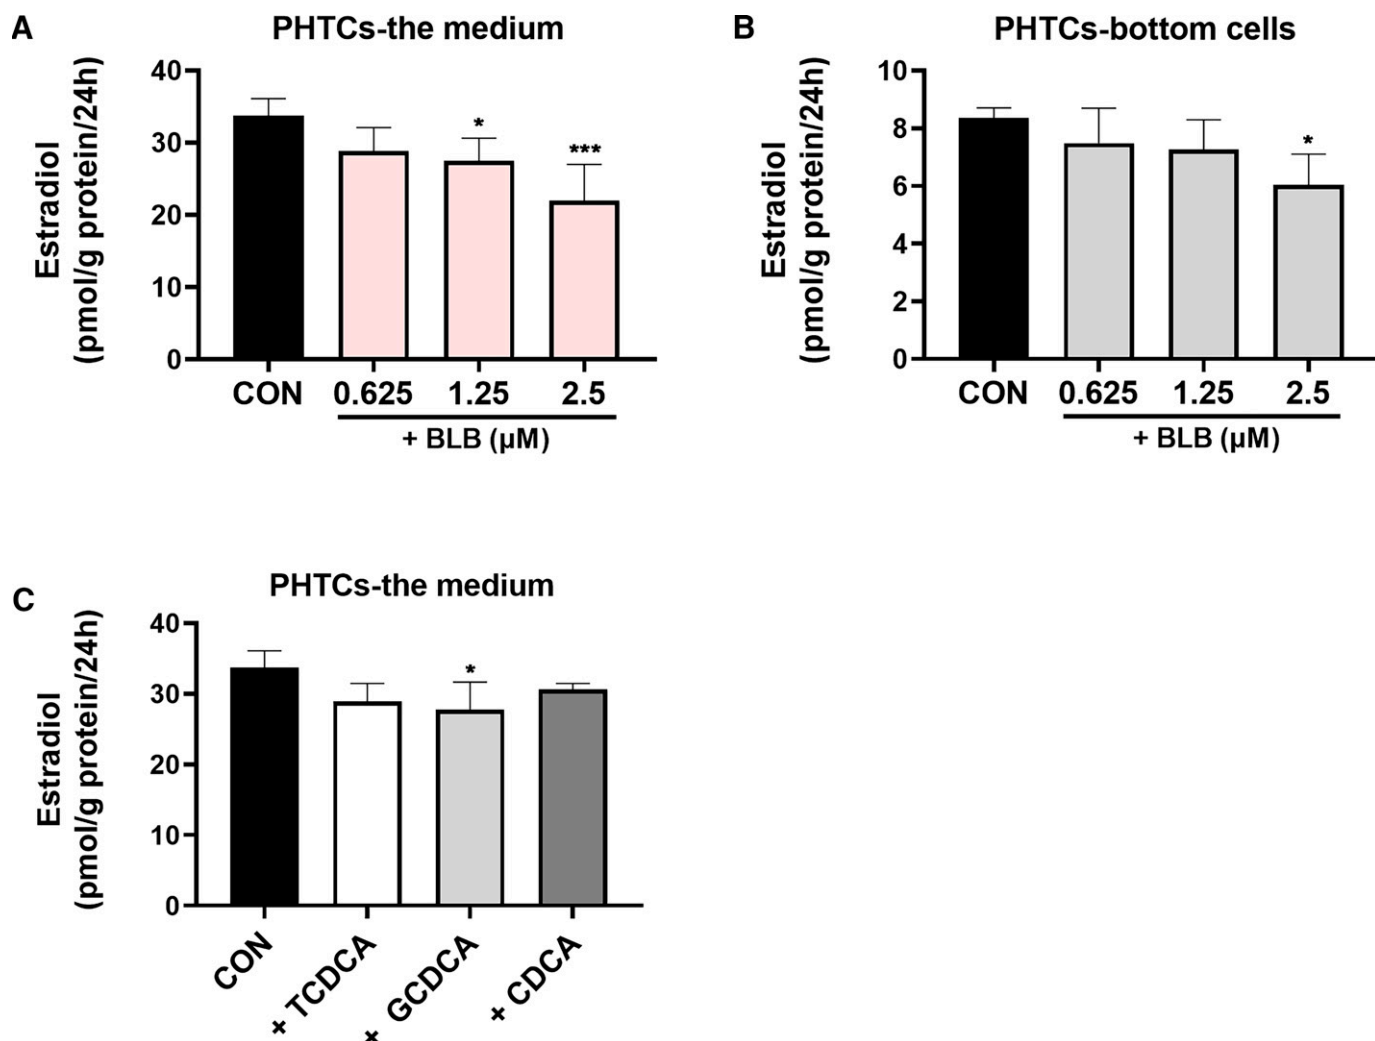 A
PHTCs-the medium
Estradiol
(pmol/g protein/24h)
40
30
20
10
0
*
***
CON
0.625
1.25
2.5
+ BLB (µM)
B
PHTCs-bottom cells
Estradiol
(pmol/g protein/24h)
10
8
6
4
2
0
*
CON
0.625
1.25
2.5
+ BLB (µM)
C
PHTCs-the medium
Estradiol
(pmol/g protein/24h)
40
30
20
10
0
*
CON
+ TCDCA
+ GCDCA
+ CDCA